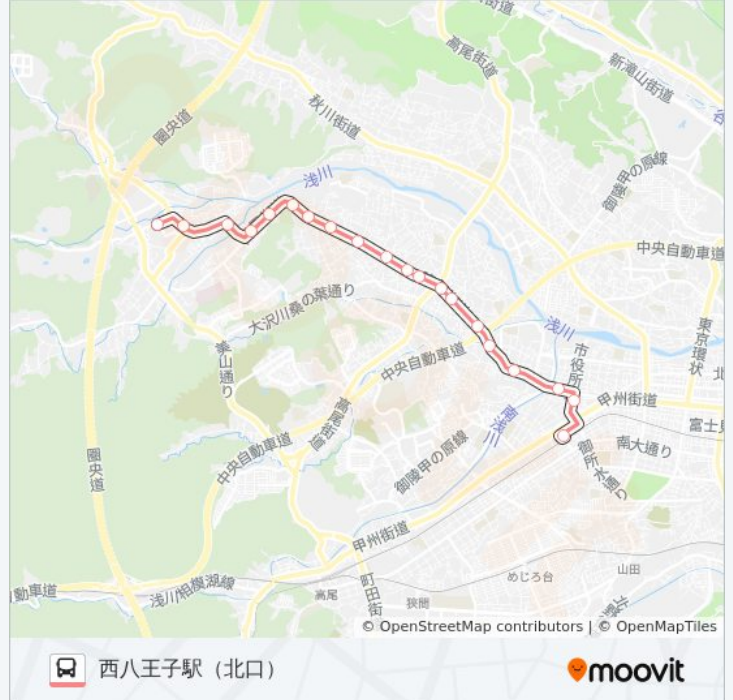 街道
高尾街道
新滝山街道
谷
秋川街道
圏央道
浅川
御陵甲の原線
中央自動車道
大沢川桑の葉通り
美山通り
浅川
東京環状
中央自動車道
市役所
北
甲州街道
高尾街道
南浅川
富士見
中央自動車道
御陵甲の原線
南大通り
御所水通り
圏央道
甲州街道
山田
めじろ台
動車道
浅川相模湖線
高尾
町田街
狭間
北
© OpenStreetMap contributors | © OpenMapTiles
西八王子駅（北口）
moovit